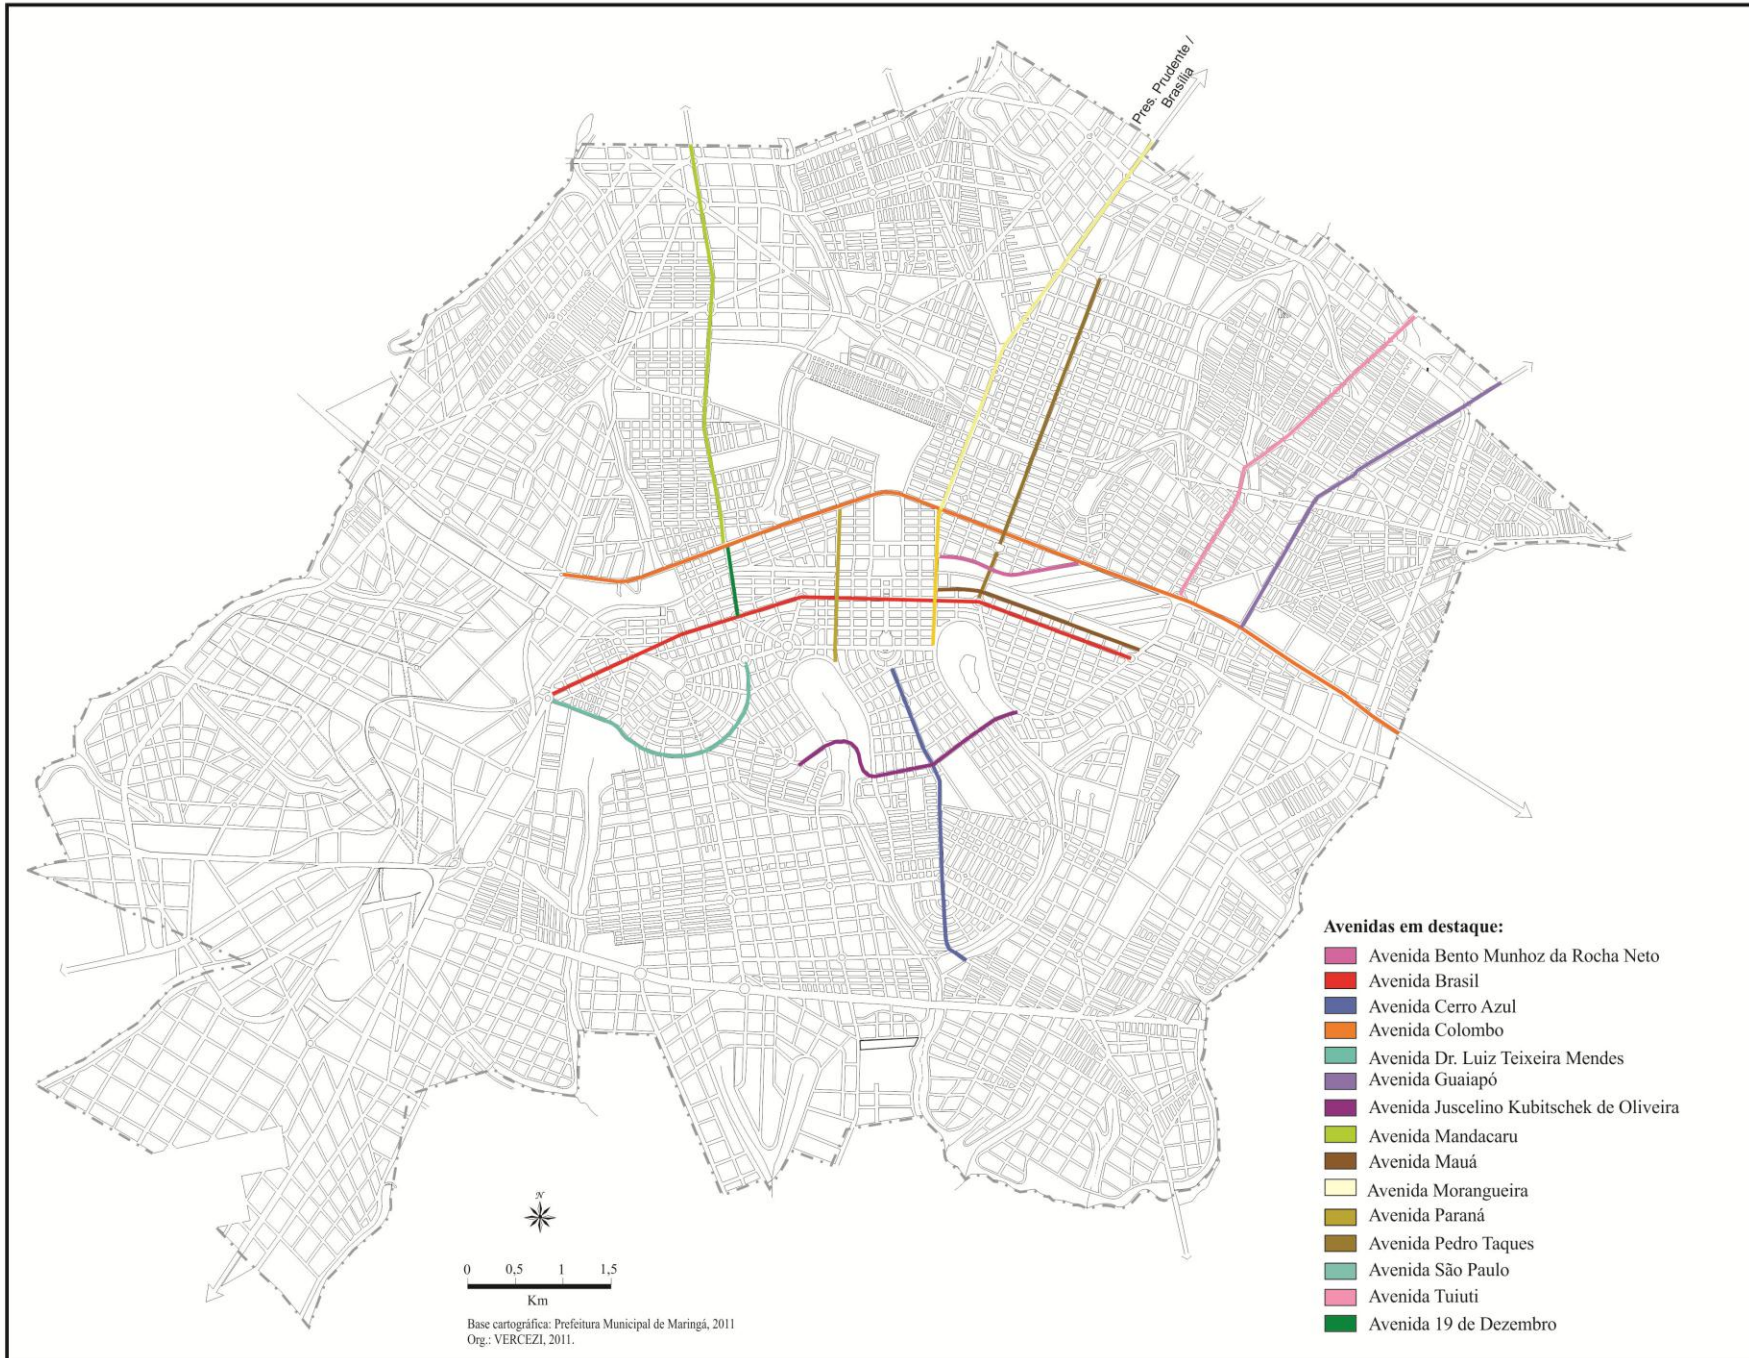 Pres. Prudente /
Brasília
Avenidas em destaque:
Avenida Bento Munhoz da Rocha Neto
Avenida Brasil
Avenida Cerro Azul
Avenida Colombo
Avenida Dr. Luiz Teixeira Mendes
Avenida Guaiapó
Avenida Juscelino Kubitschek de Oliveira
Avenida Mandacaru
Avenida Mauá
Avenida Morangueira
Avenida Paraná
Avenida Pedro Taques
Avenida São Paulo
Avenida Tuiuti
Avenida 19 de Dezembro
N
0 0,5 1 1,5
Km
Base cartográfica: Prefeitura Municipal de Maringá, 2011
Org.: VERCEZI, 2011.